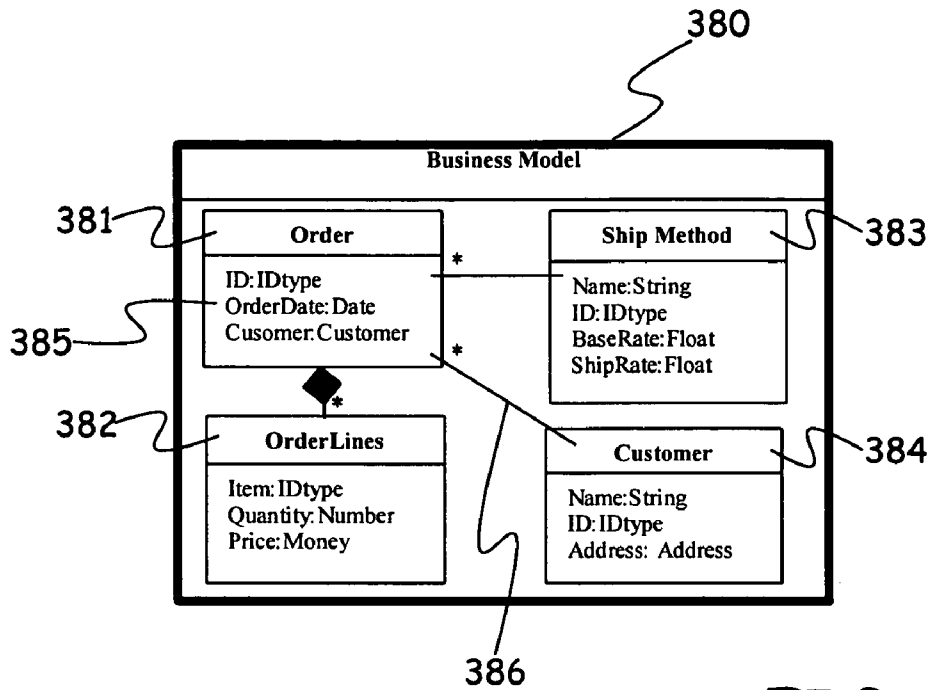 380
Business Model
381
Order
Ship Method
383
*
ID:IDtype
OrderDate:Date
Cusomer:Customer
Name:String
ID:IDtype
BaseRate:Float
ShipRate:Float
385
*
*
382
OrderLines
Customer
384
Item:IDtype
Quantity:Number
Price:Money
Name:String
ID:IDtype
Address: Address
386